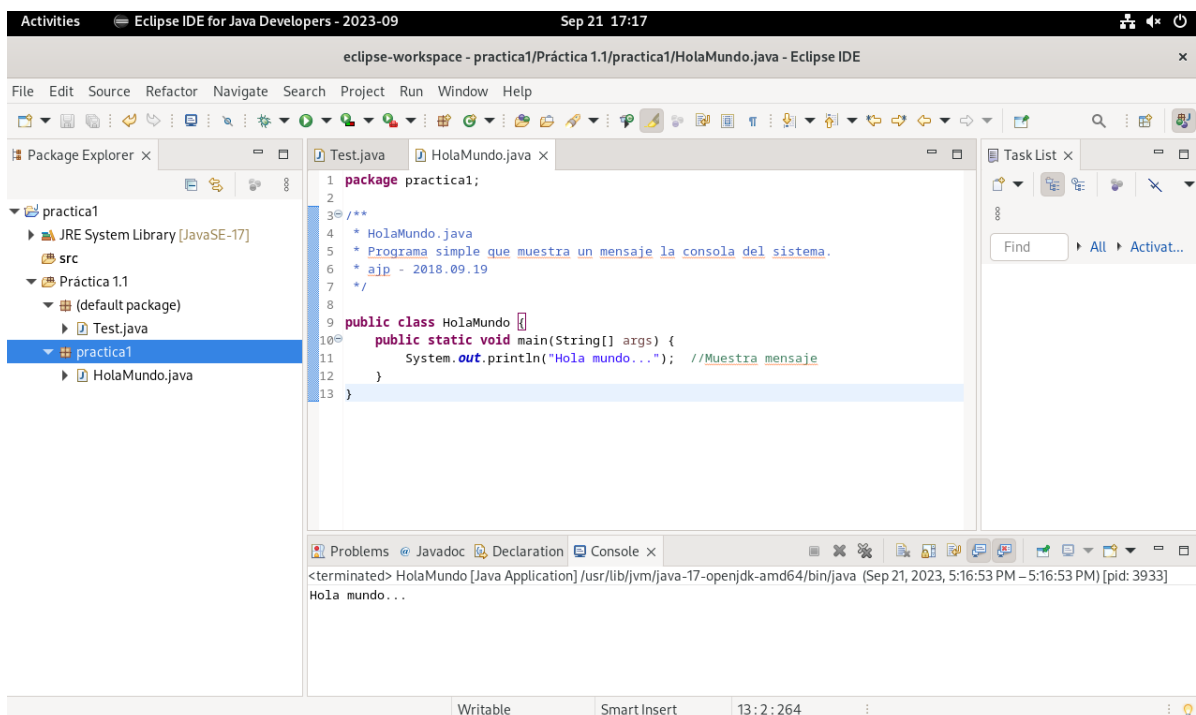 Activities Eclipse IDE for Java Developers - 2023-09 Sep 21 17:17
eclipse-workspace - practica1/Práctica 1.1/practica1/HolaMundo.java - Eclipse IDE
File Edit Source Refactor Navigate Search Project Run Window Help
Package Explorer
practica1
JRE System Library [JavaSE-17]
src
Práctica 1.1
(default package)
Test.java
practica1
HolaMundo.java
Test.java HolaMundo.java
1 package practica1;
2
3 /**
4 * HolaMundo.java
5 * Programa simple que muestra un mensaje la consola del sistema.
6 * ajp - 2018.09.19
7 */
8
9 public class HolaMundo {
10 public static void main(String[] args) {
11 System.out.println("Hola mundo..."); //Muestra mensaje
12 }
13 }
Task List
Find All Activat...
Problems Javadoc Declaration Console
<terminated> HolaMundo [Java Application] /usr/lib/jvm/java-17-openjdk-amd64/bin/java (Sep 21, 2023, 5:16:53 PM – 5:16:53 PM) [pid: 3933]
Hola mundo...
Writable Smart Insert 13 : 2 : 264